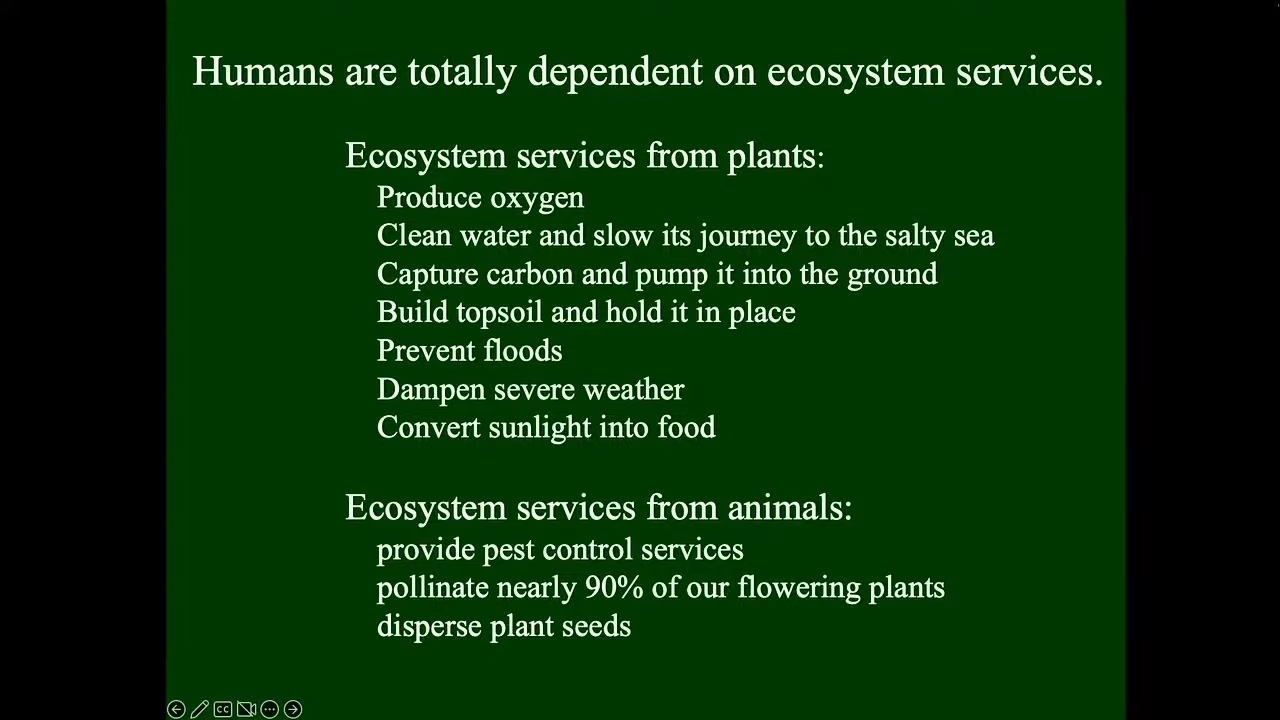 Humans are totally dependent on ecosystem services.
Ecosystem services from plants:
Produce oxygen
Clean water and slow its journey to the salty sea
Capture carbon and pump it into the ground
Build topsoil and hold it in place
Prevent floods
Dampen severe weather
Convert sunlight into food
Ecosystem services from animals:
provide pest control services
pollinate nearly 90% of our flowering plants
disperse plant seeds
CC